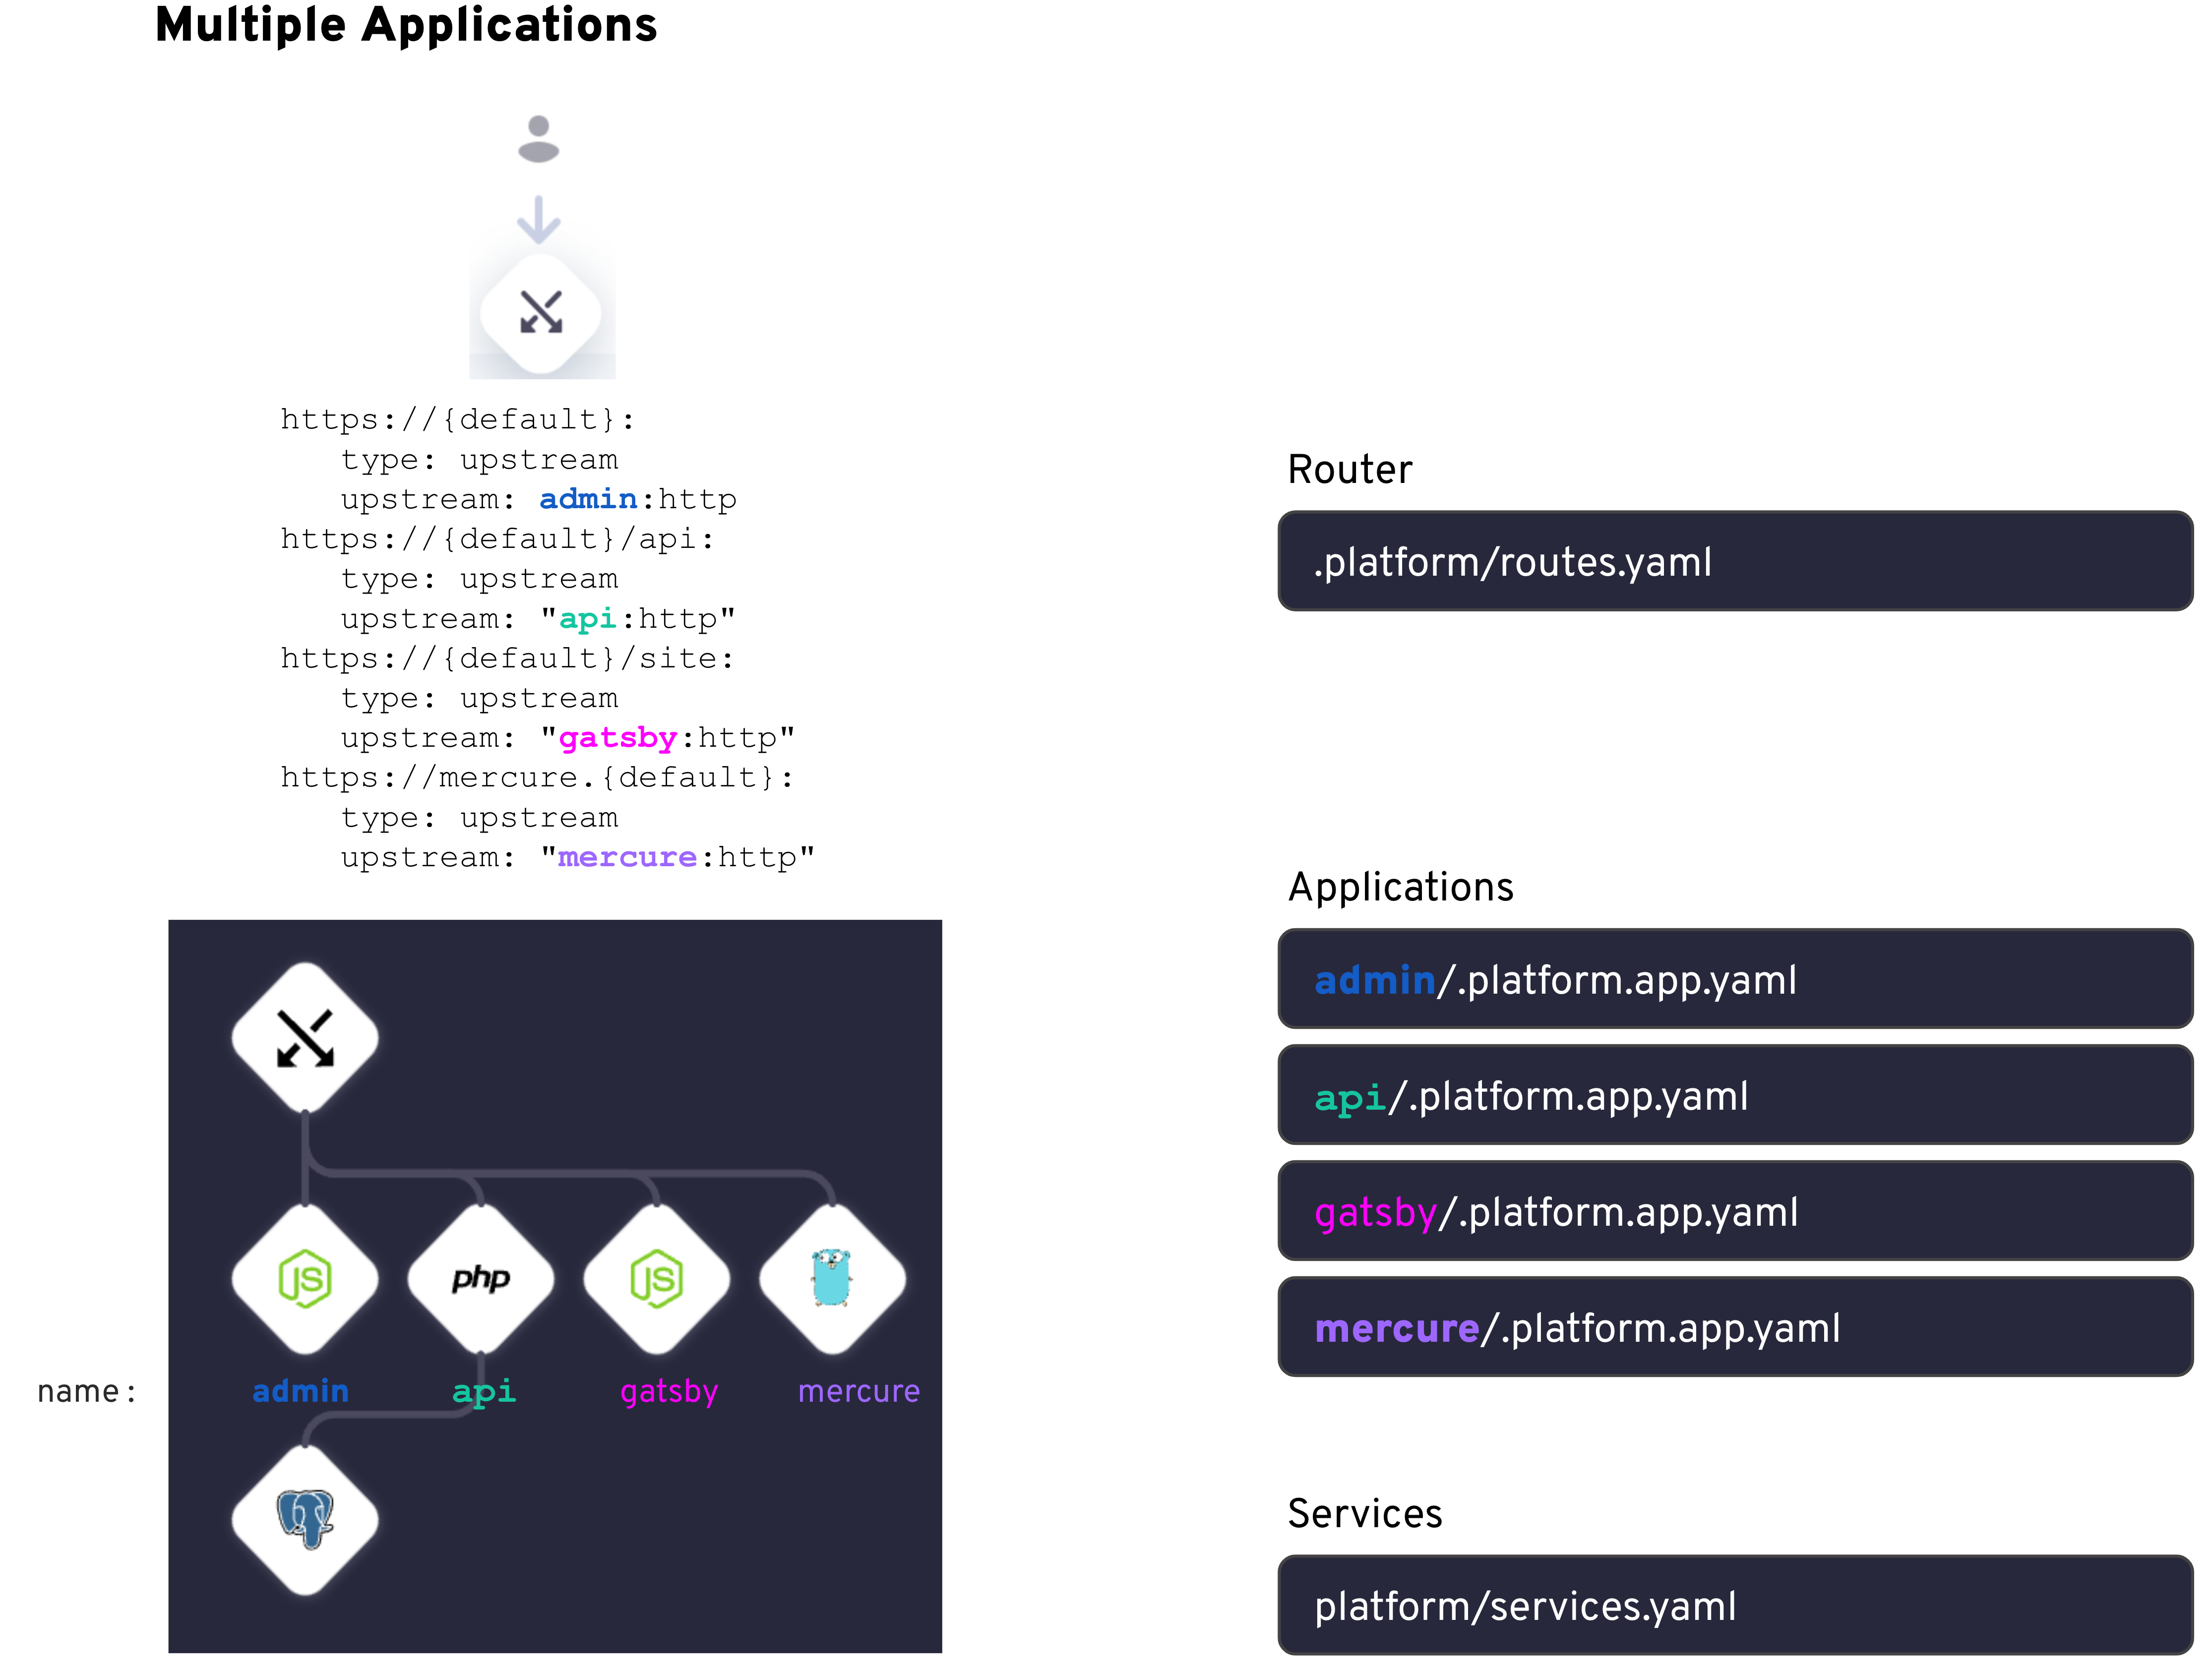 Multiple Applications
https://{default}:
   type: upstream
   upstream: admin:http
https://{default}/api:
   type: upstream
   upstream: "api:http"
https://{default}/site:
   type: upstream
   upstream: "gatsby:http"
https://mercure.{default}:
   type: upstream
   upstream: "mercure:http"
JS php JS
name: admin api gatsby mercure
Router
.platform/routes.yaml
Applications
admin/.platform.app.yaml
api/.platform.app.yaml
gatsby/.platform.app.yaml
mercure/.platform.app.yaml
Services
platform/services.yaml